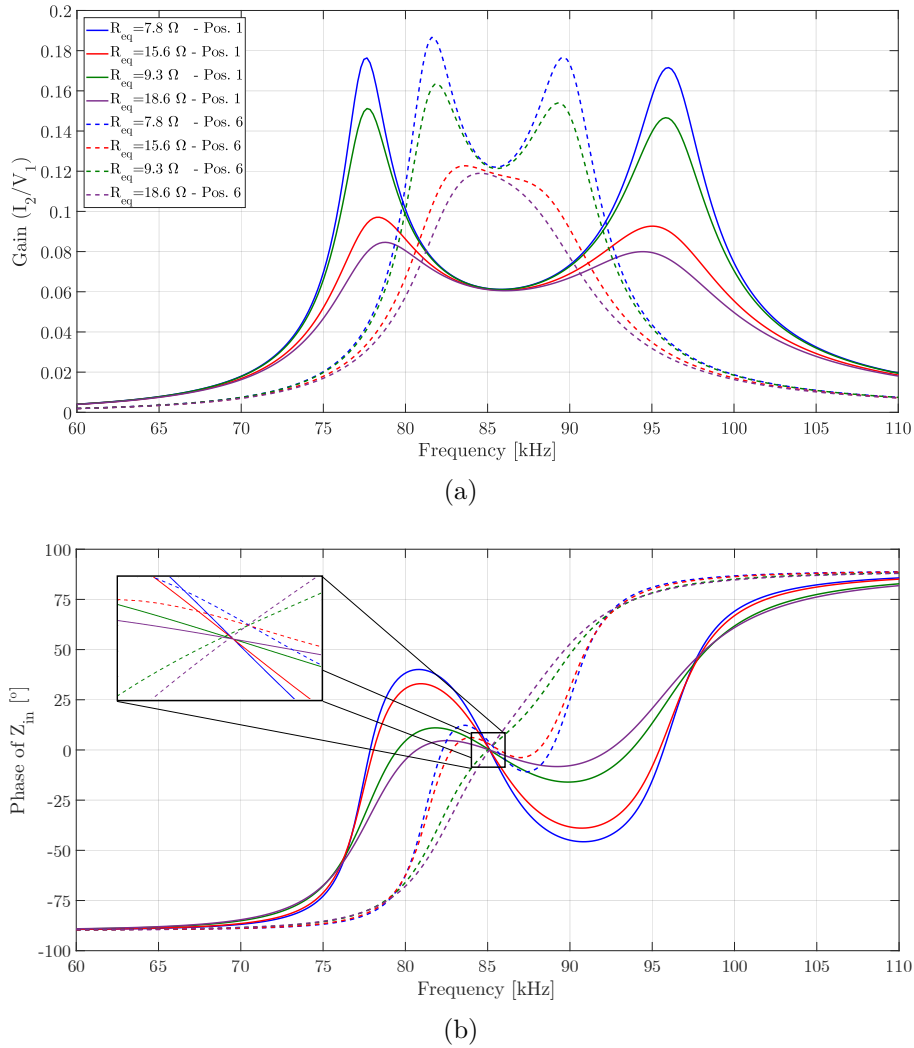 0.2
0.18
0.16
0.14
0.12
0.1
0.08
0.06
0.04
0.02
0
Gain (I₂/V₁)
R_eq=7.8 Ω - Pos. 1
R_eq=15.6 Ω - Pos. 1
R_eq=9.3 Ω - Pos. 1
R_eq=18.6 Ω - Pos. 1
R_eq=7.8 Ω - Pos. 6
R_eq=15.6 Ω - Pos. 6
R_eq=9.3 Ω - Pos. 6
R_eq=18.6 Ω - Pos. 6
60 65 70 75 80 85 90 95 100 105 110
Frequency [kHz]
(a)
100
75
50
25
0
-25
-50
-75
-100
Phase of Z_in [°]
60 65 70 75 80 85 90 95 100 105 110
Frequency [kHz]
(b)